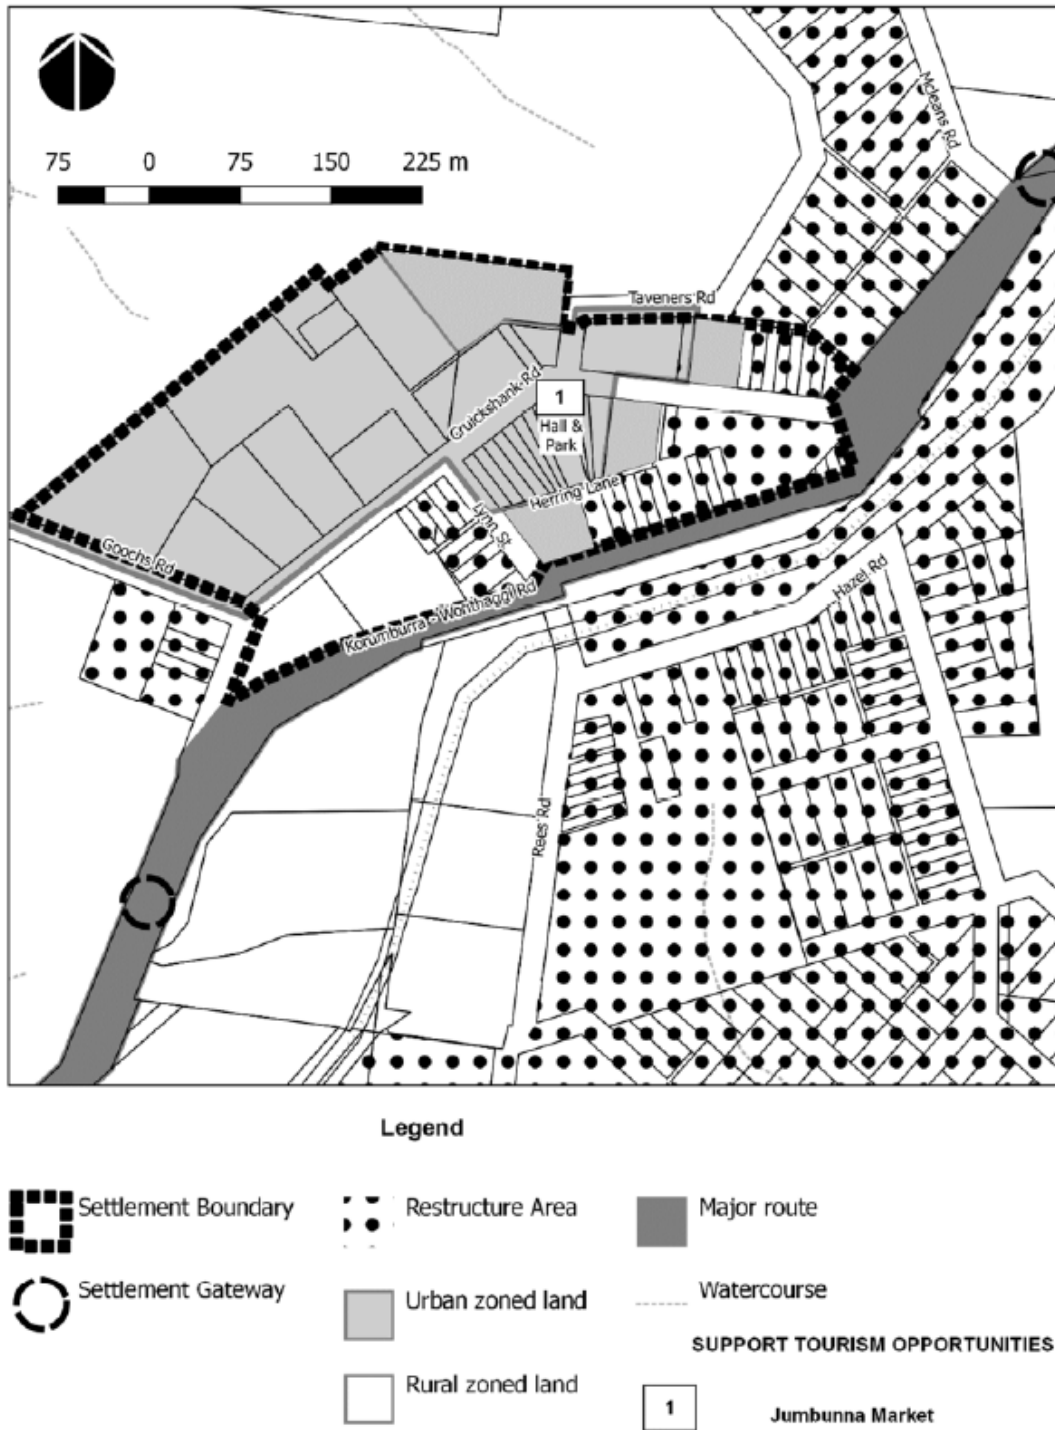 75 0 75 150 225 m
Mcleans Rd
Taveners Rd
Cruickshank Rd
1
Hall &
Park
Herring Lane
Lynn St
Goochs Rd
Korumburra - Wonthaggi Rd
Hazel Rd
Rees Rd
Legend
Settlement Boundary
Restructure Area
Major route
Settlement Gateway
Urban zoned land
Watercourse
SUPPORT TOURISM OPPORTUNITIES
Rural zoned land
1
Jumbunna Market